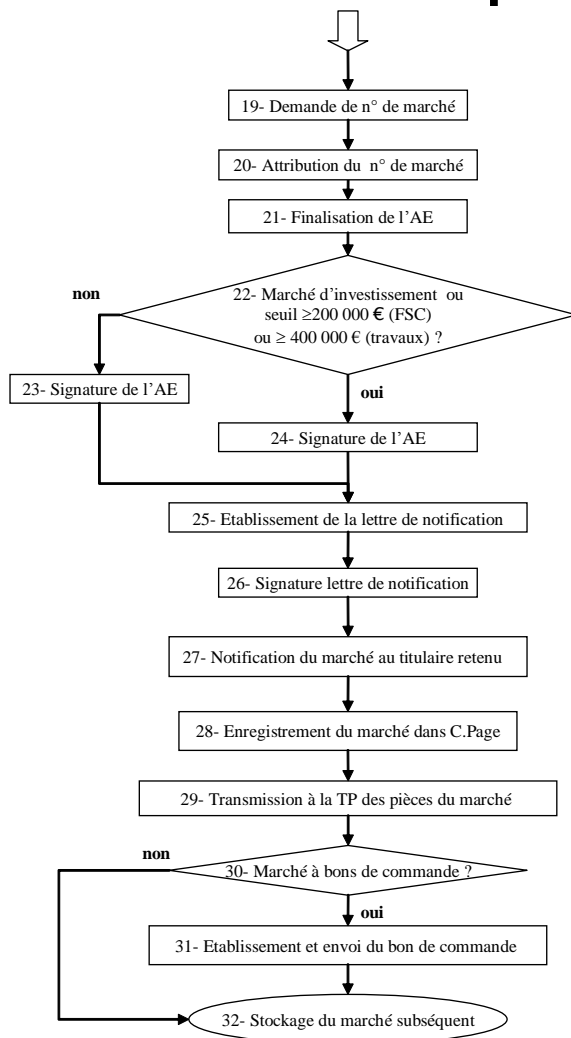 19- Demande de n° de marché
20- Attribution du n° de marché
21- Finalisation de l’AE
non
22- Marché d’investissement ou
seuil ≥200 000 € (FSC)
ou ≥ 400 000 € (travaux) ?
23- Signature de l’AE
oui
24- Signature de l’AE
25- Etablissement de la lettre de notification
26- Signature lettre de notification
27- Notification du marché au titulaire retenu
28- Enregistrement du marché dans C.Page
29- Transmission à la TP des pièces du marché
non
30- Marché à bons de commande ?
oui
31- Etablissement et envoi du bon de commande
32- Stockage du marché subséquent